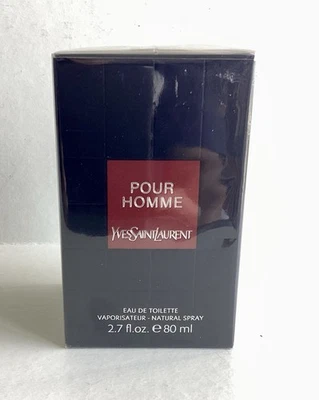 POUR
HOMME
YVESSAINTLAURENT
EAU DE TOILETTE
VAPORISATEUR - NATURAL SPRAY
2.7 fl.oz. ℮ 80 ml